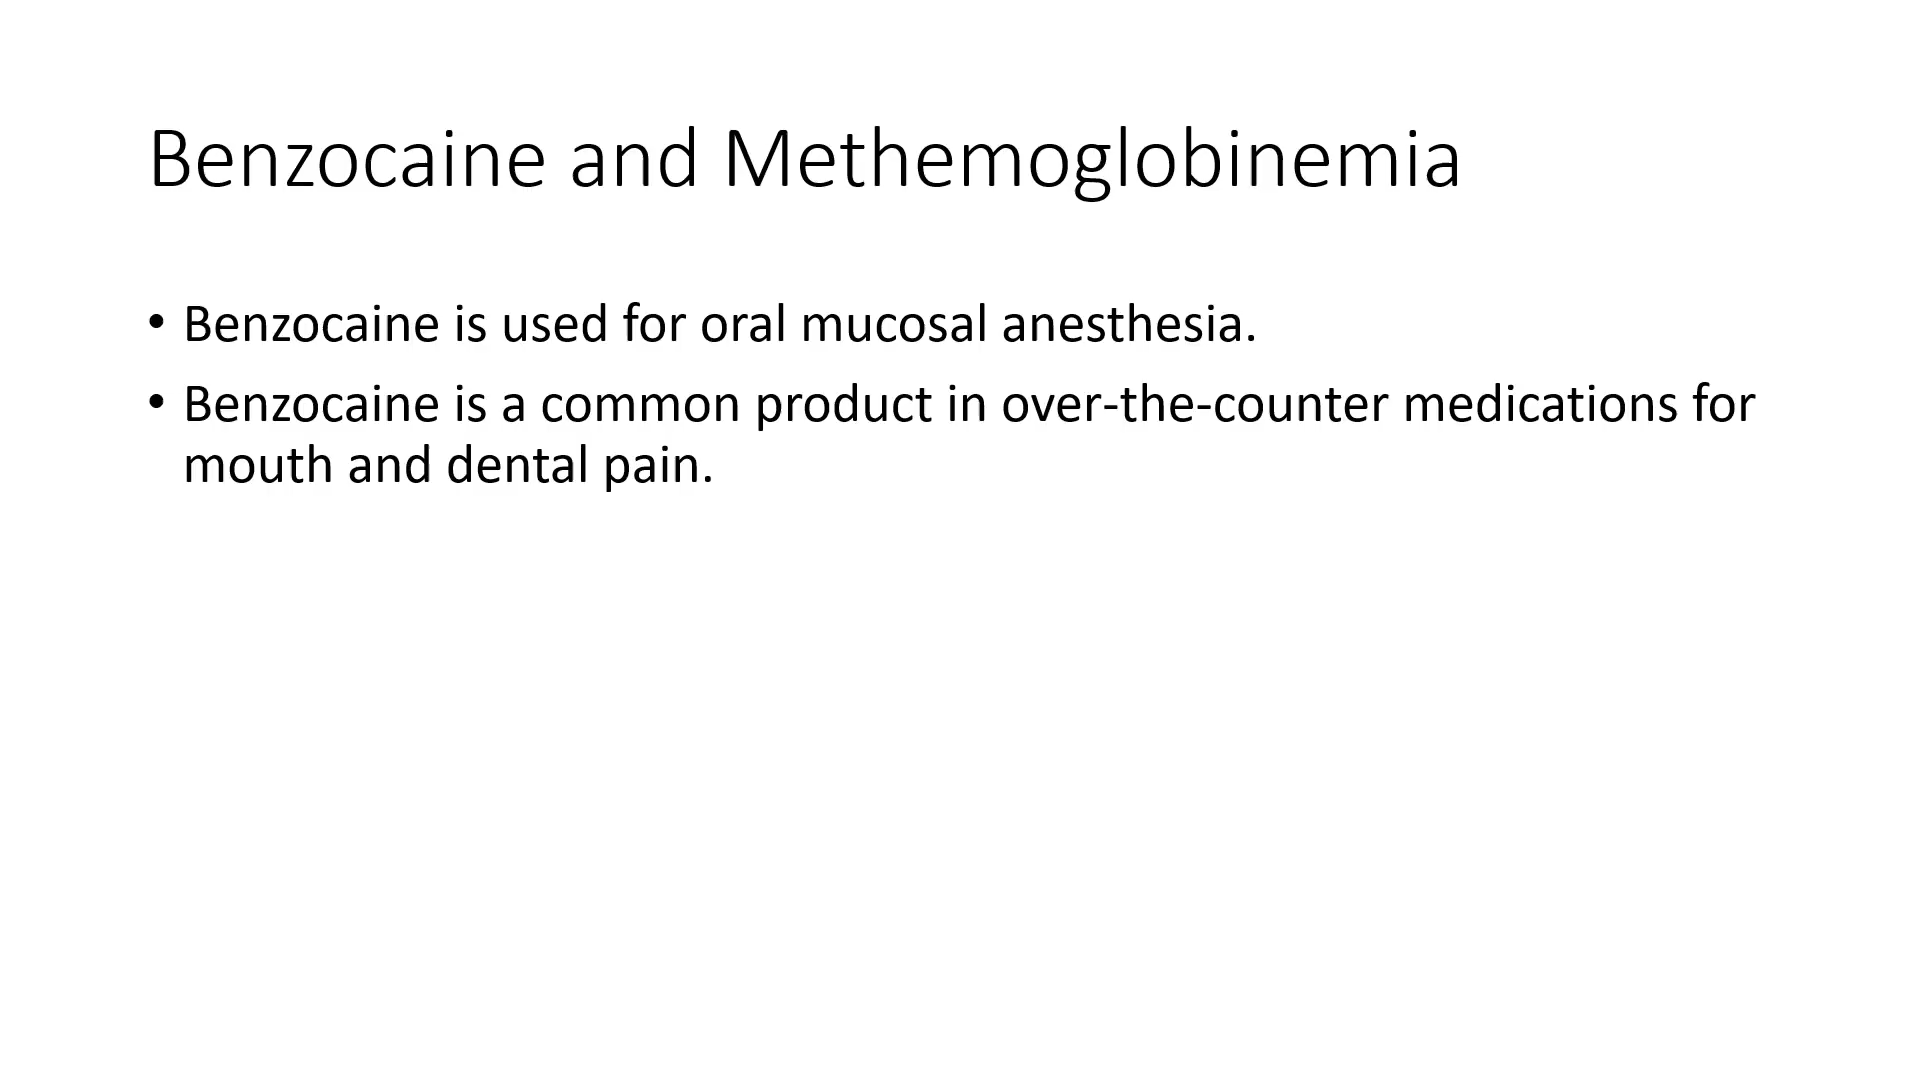 Benzocaine and Methemoglobinemia
• Benzocaine is used for oral mucosal anesthesia.
• Benzocaine is a common product in over-the-counter medications for
mouth and dental pain.